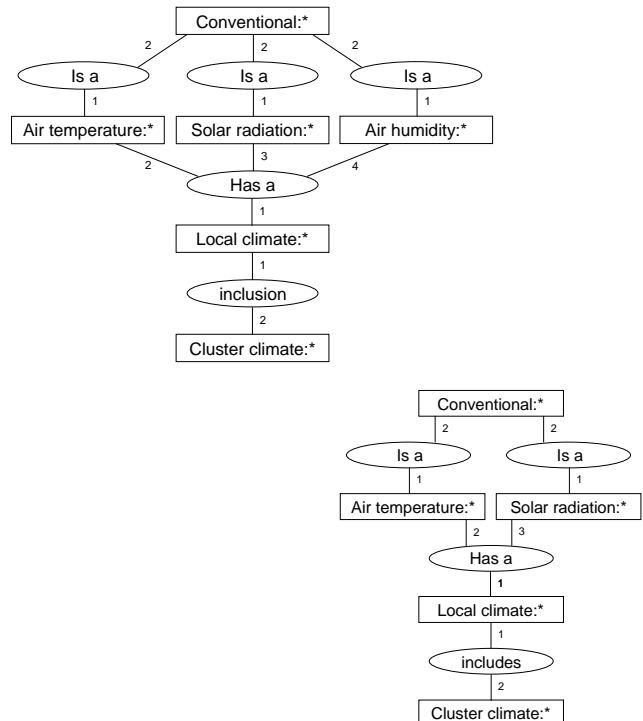 Conventional:*
2 2 2
Is a Is a Is a
1 1 1
Air temperature:* Solar radiation:* Air humidity:*
2 3 4
Has a
1
Local climate:*
1
inclusion
2
Cluster climate:*
Conventional:*
2 2
Is a Is a
1 1
Air temperature:* Solar radiation:*
2 3
Has a
1
Local climate:*
1
includes
2
Cluster climate:*